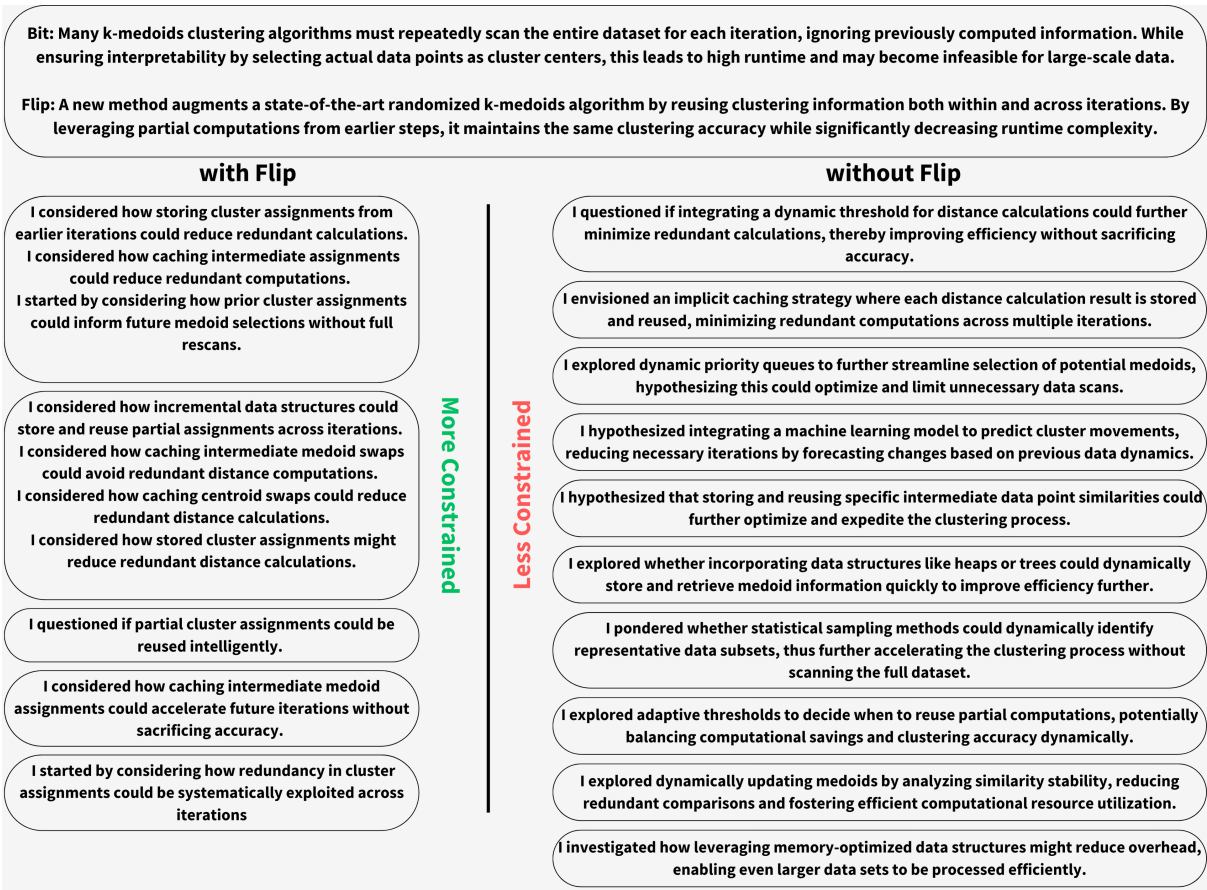 Bit: Many k-medoids clustering algorithms must repeatedly scan the entire dataset for each iteration, ignoring previously computed information. While
ensuring interpretability by selecting actual data points as cluster centers, this leads to high runtime and may become infeasible for large-scale data.
Flip: A new method augments a state-of-the-art randomized k-medoids algorithm by reusing clustering information both within and across iterations. By
leveraging partial computations from earlier steps, it maintains the same clustering accuracy while significantly decreasing runtime complexity.
with Flip
I considered how storing cluster assignments from
earlier iterations could reduce redundant calculations.
I considered how caching intermediate assignments
could reduce redundant computations.
I started by considering how prior cluster assignments
could inform future medoid selections without full
rescans.
I considered how incremental data structures could
store and reuse partial assignments across iterations.
I considered how caching intermediate medoid swaps
could avoid redundant distance computations.
I considered how caching centroid swaps could reduce
redundant distance calculations.
I considered how stored cluster assignments might
reduce redundant distance calculations.
I questioned if partial cluster assignments could be
reused intelligently.
I considered how caching intermediate medoid
assignments could accelerate future iterations without
sacrificing accuracy.
I started by considering how redundancy in cluster
assignments could be systematically exploited across
iterations
More Constrained
Less Constrained
without Flip
I questioned if integrating a dynamic threshold for distance calculations could further
minimize redundant calculations, thereby improving efficiency without sacrificing
accuracy.
I envisioned an implicit caching strategy where each distance calculation result is stored
and reused, minimizing redundant computations across multiple iterations.
I explored dynamic priority queues to further streamline selection of potential medoids,
hypothesizing this could optimize and limit unnecessary data scans.
I hypothesized integrating a machine learning model to predict cluster movements,
reducing necessary iterations by forecasting changes based on previous data dynamics.
I hypothesized that storing and reusing specific intermediate data point similarities could
further optimize and expedite the clustering process.
I explored whether incorporating data structures like heaps or trees could dynamically
store and retrieve medoid information quickly to improve efficiency further.
I pondered whether statistical sampling methods could dynamically identify
representative data subsets, thus further accelerating the clustering process without
scanning the full dataset.
I explored adaptive thresholds to decide when to reuse partial computations, potentially
balancing computational savings and clustering accuracy dynamically.
I explored dynamically updating medoids by analyzing similarity stability, reducing
redundant comparisons and fostering efficient computational resource utilization.
I investigated how leveraging memory-optimized data structures might reduce overhead,
enabling even larger data sets to be processed efficiently.